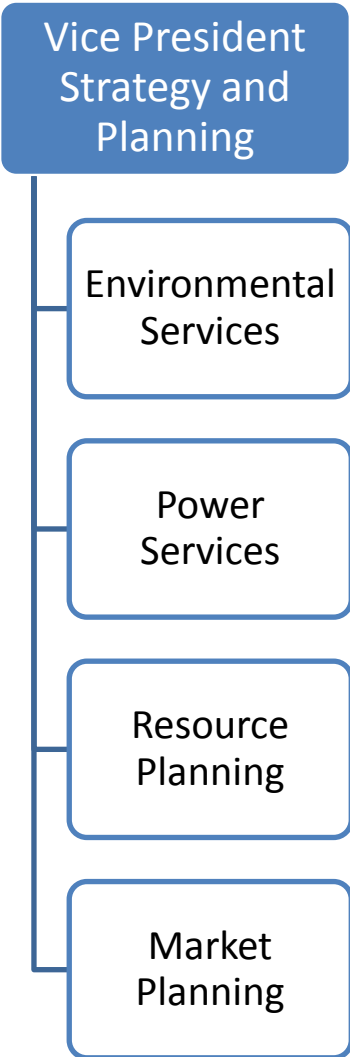 Vice President
Strategy and
Planning
Environmental
Services
Power
Services
Resource
Planning
Market
Planning